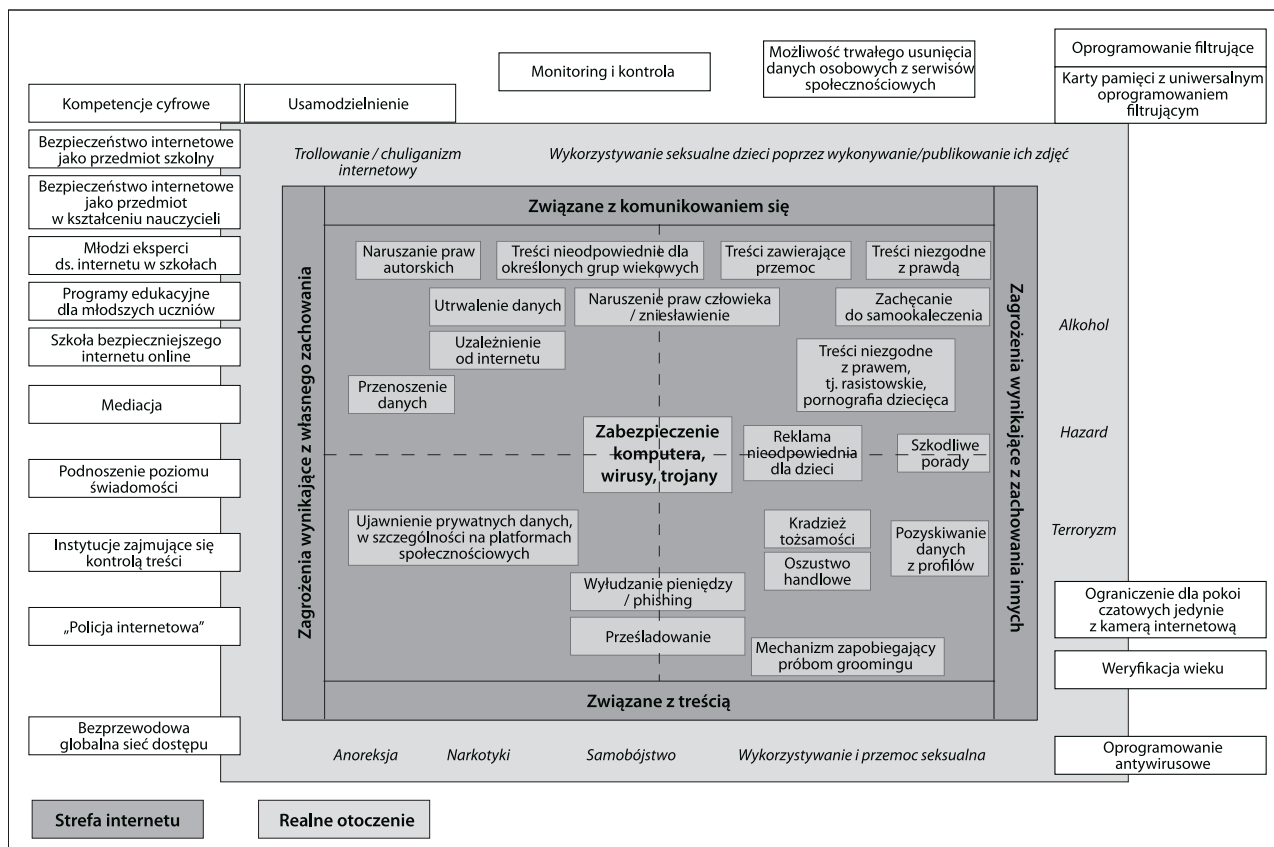 Monitoring i kontrola
Możliwość trwałego usunięcia
danych osobowych z serwisów
społecznościowych
Oprogramowanie filtrujące
Karty pamięci z uniwersalnym
oprogramowaniem
filtrującym
Kompetencje cyfrowe
Usamodzielnienie
Bezpieczeństwo internetowe
jako przedmiot szkolny
Bezpieczeństwo internetowe
jako przedmiot
w kształceniu nauczycieli
Młodzi eksperci
ds. internetu w szkołach
Programy edukacyjne
dla młodszych uczniów
Szkoła bezpieczniejszego
internetu online
Mediacja
Podnoszenie poziomu
świadomości
Instytucje zajmujące się
kontrolą treści
„Policja internetowa”
Bezprzewodowa
globalna sieć dostępu
Trollowanie / chuliganizm
internetowy
Wykorzystywanie seksualne dzieci poprzez wykonywanie/publikowanie ich zdjęć
Zagrożenia wynikające z własnego zachowania
Związane z komunikowaniem się
Naruszanie praw
autorskich
Treści nieodpowiednie dla
określonych grup wiekowych
Treści zawierające
przemoc
Treści niezgodne
z prawdą
Utrwalenie danych
Naruszenie praw człowieka
/ zniesławienie
Zachęcanie
do samookaleczenia
Uzależnienie
od internetu
Treści niezgodne
z prawem,
tj. rasistowskie,
pornografia dziecięca
Przenoszenie
danych
Zabezpieczenie
komputera,
wirusy, trojany
Reklama
nieodpowiednia
dla dzieci
Szkodliwe
porady
Ujawnienie prywatnych danych,
w szczególności na platformach
społecznościowych
Kradzież
tożsamości
Pozyskiwanie
danych
z profilów
Oszustwo
handlowe
Wyłudzanie pieniędzy
/ phishing
Prześladowanie
Mechanizm zapobiegający
próbom groomingu
Związane z treścią
Zagrożenia wynikające z zachowania innych
Alkohol
Hazard
Terroryzm
Ograniczenie dla pokoi
czatowych jedynie
z kamerą internetową
Weryfikacja wieku
Oprogramowanie
antywirusowe
Anoreksja
Narkotyki
Samobójstwo
Wykorzystywanie i przemoc seksualna
Strefa internetu
Realne otoczenie